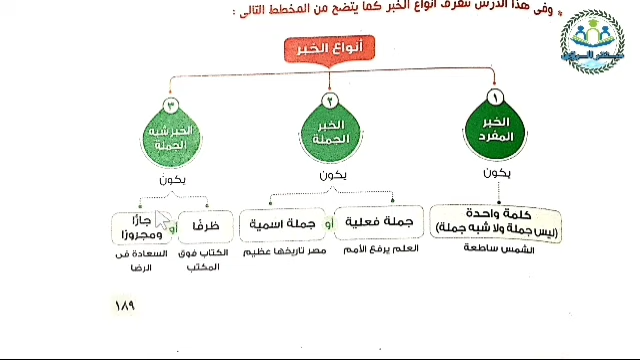 * وفى هذا الدرس نتعرف أنواع الخبر كما يتضح من المخطط التالى :
أنواع الخبر
١
الخبر
المفرد
يكون
كلمة واحدة
(ليس جملة ولا شبه جملة)
الشمس ساطعة
٢
الخبر
الجملة
يكون
جملة فعلية
أو
جملة اسمية
العلم يرفع الأمم
مصر تاريخها عظيم
٣
الخبر شبه
الجملة
يكون
ظرفًا
أو
جارًا
ومجرورًا
الكتاب فوق
المكتب
السعادة فى
الرضا
١٨٩